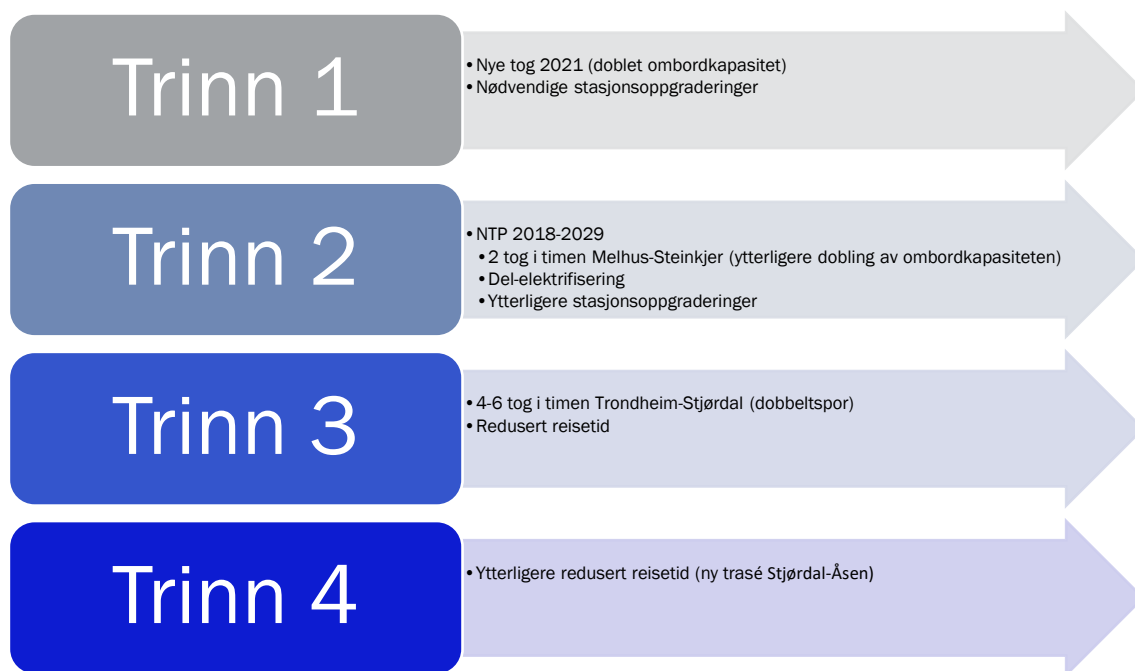 Trinn 1
•Nye tog 2021 (doblet ombordkapasitet)
•Nødvendige stasjonsoppgraderinger
Trinn 2
•NTP 2018-2029
•2 tog i timen Melhus-Steinkjer (ytterligere dobling av ombordkapasiteten)
•Del-elektrifisering
•Ytterligere stasjonsoppgraderinger
Trinn 3
•4-6 tog i timen Trondheim-Stjørdal (dobbeltspor)
•Redusert reisetid
Trinn 4
•Ytterligere redusert reisetid (ny trasé Stjørdal-Åsen)